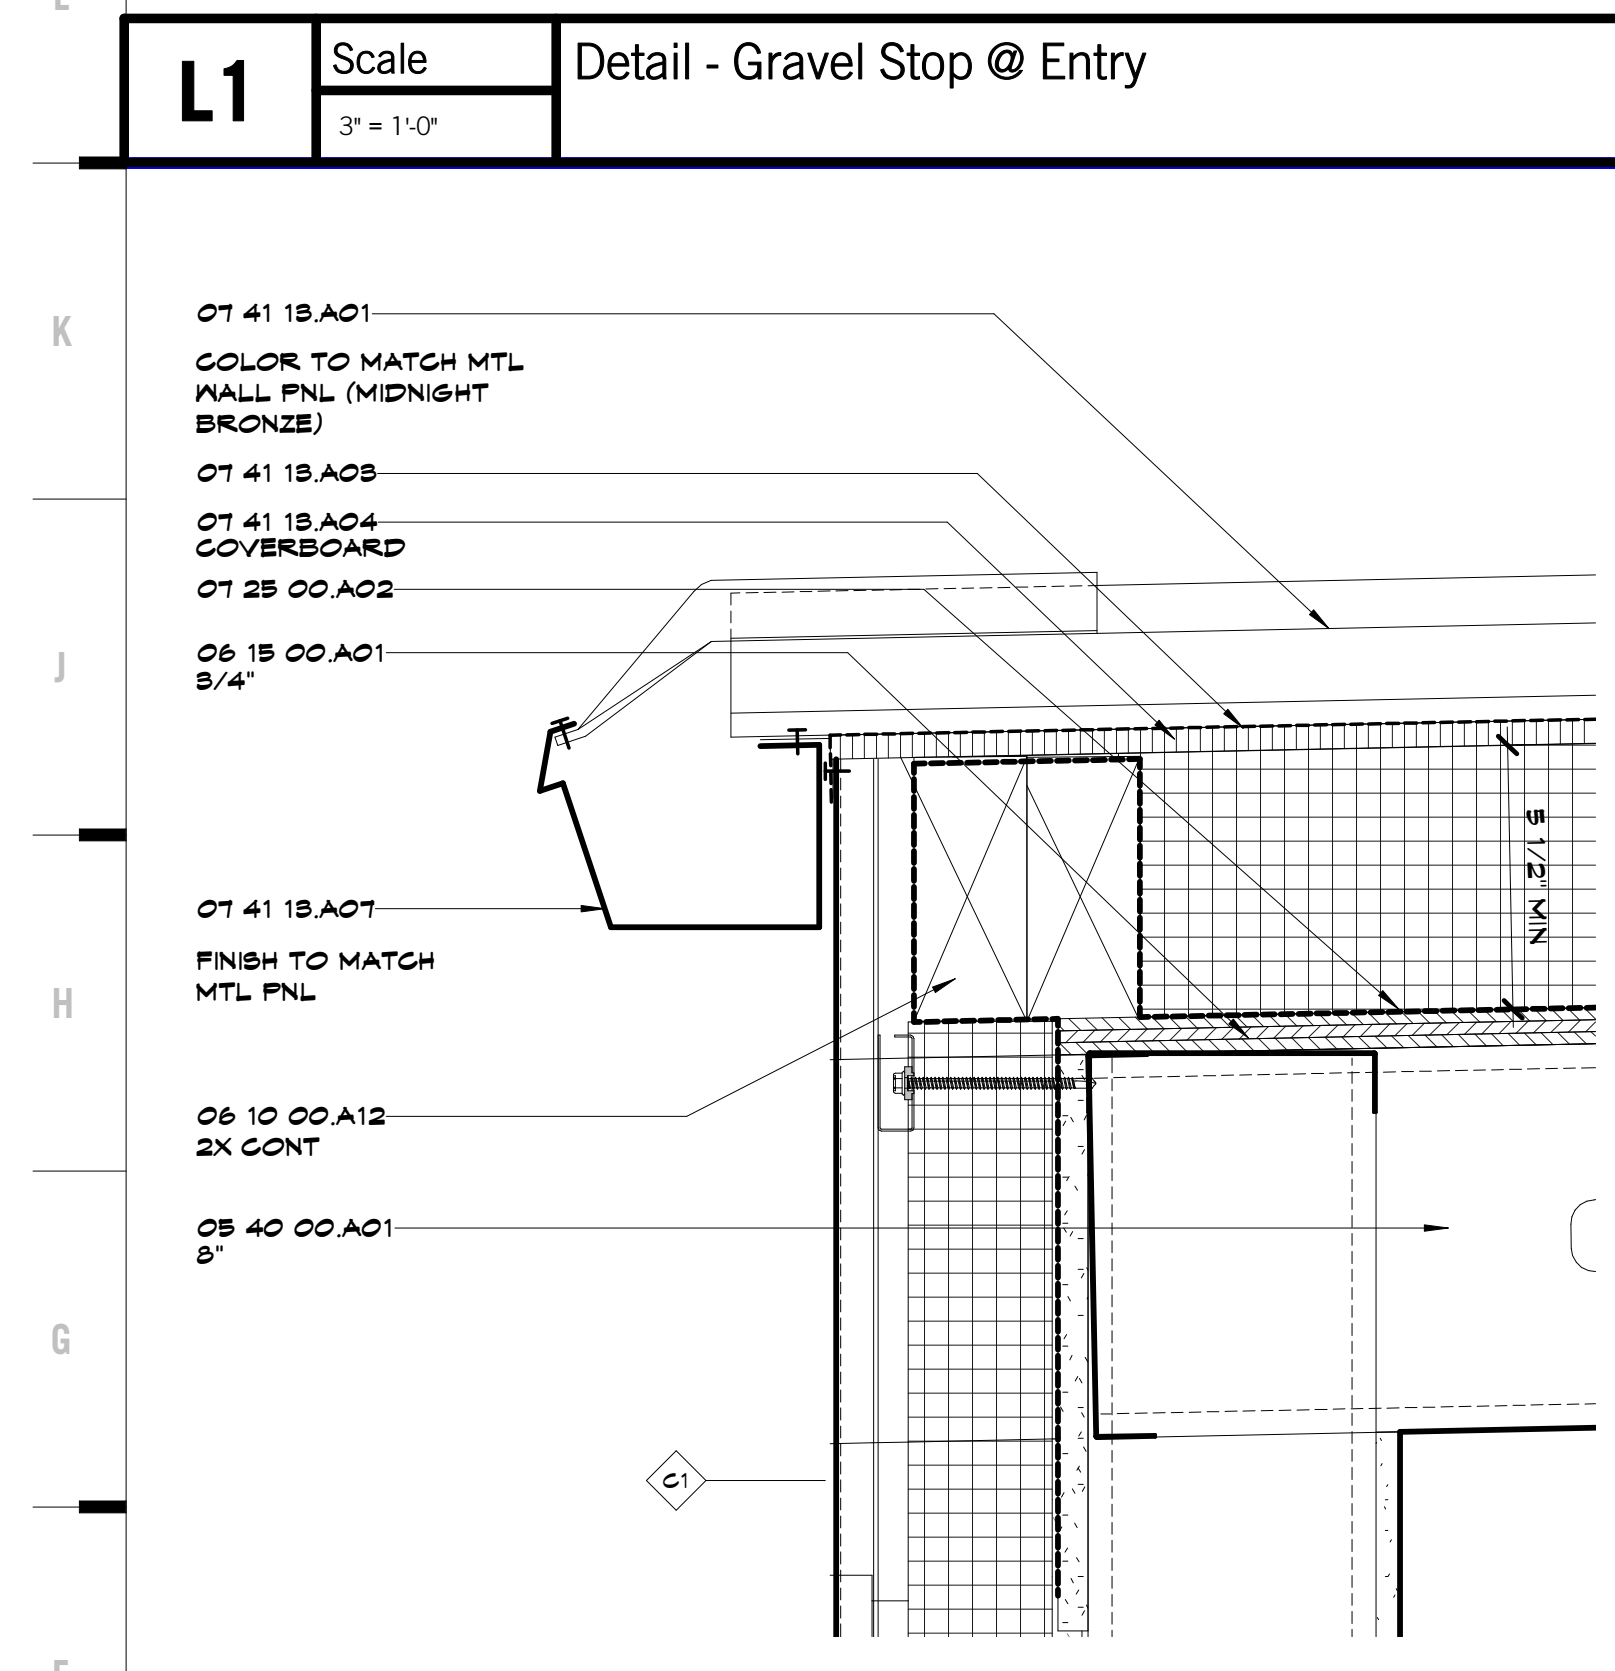 L1
Scale
3" = 1'-0"
Detail - Gravel Stop @ Entry
K
07 41 13.A01
COLOR TO MATCH MTL
WALL PNL (MIDNIGHT
BRONZE)
07 41 13.A03
07 41 13.A04
COVERBOARD
07 25 00.A02
J
06 15 00.A01
3/4"
5 1/2" MIN
07 41 13.A07
FINISH TO MATCH
MTL PNL
H
06 10 00.A12
2X CONT
05 40 00.A01
8"
G
C1